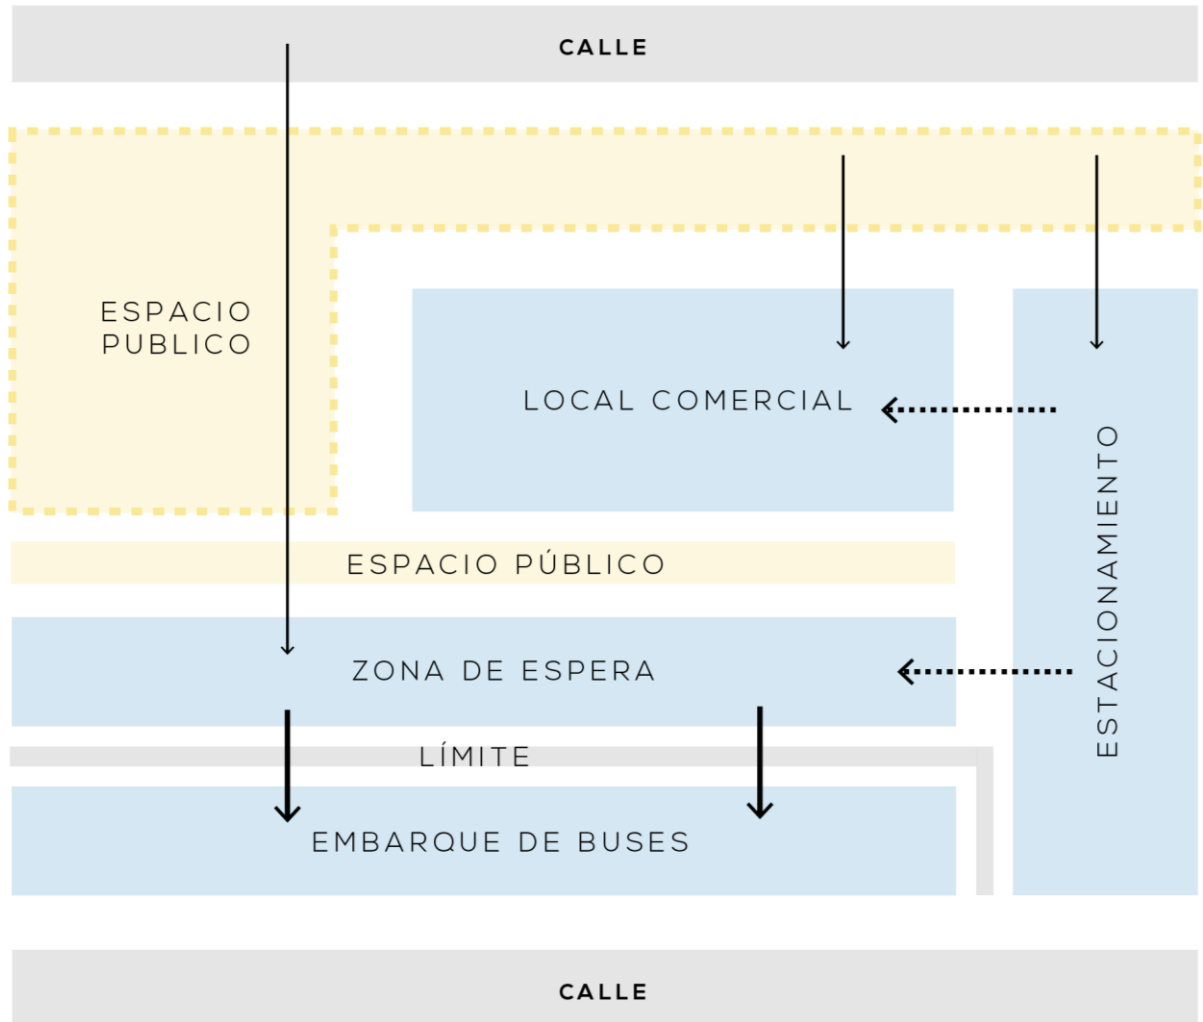 CALLE
ESPACIO
PUBLICO
LOCAL COMERCIAL
ESTACIONAMIENTO
ESPACIO PÚBLICO
ZONA DE ESPERA
LÍMITE
EMBARQUE DE BUSES
CALLE